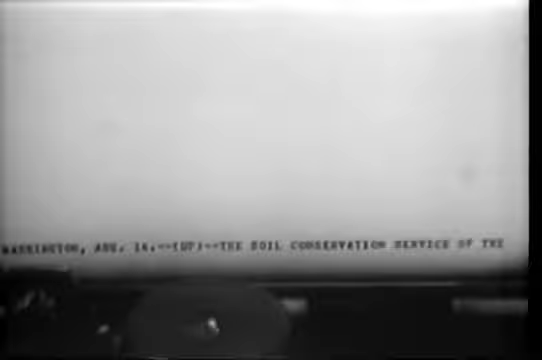 WASHINGTON, AUG. 14.--(UP)--THE SOIL CONSERVATION SERVICE OF THE